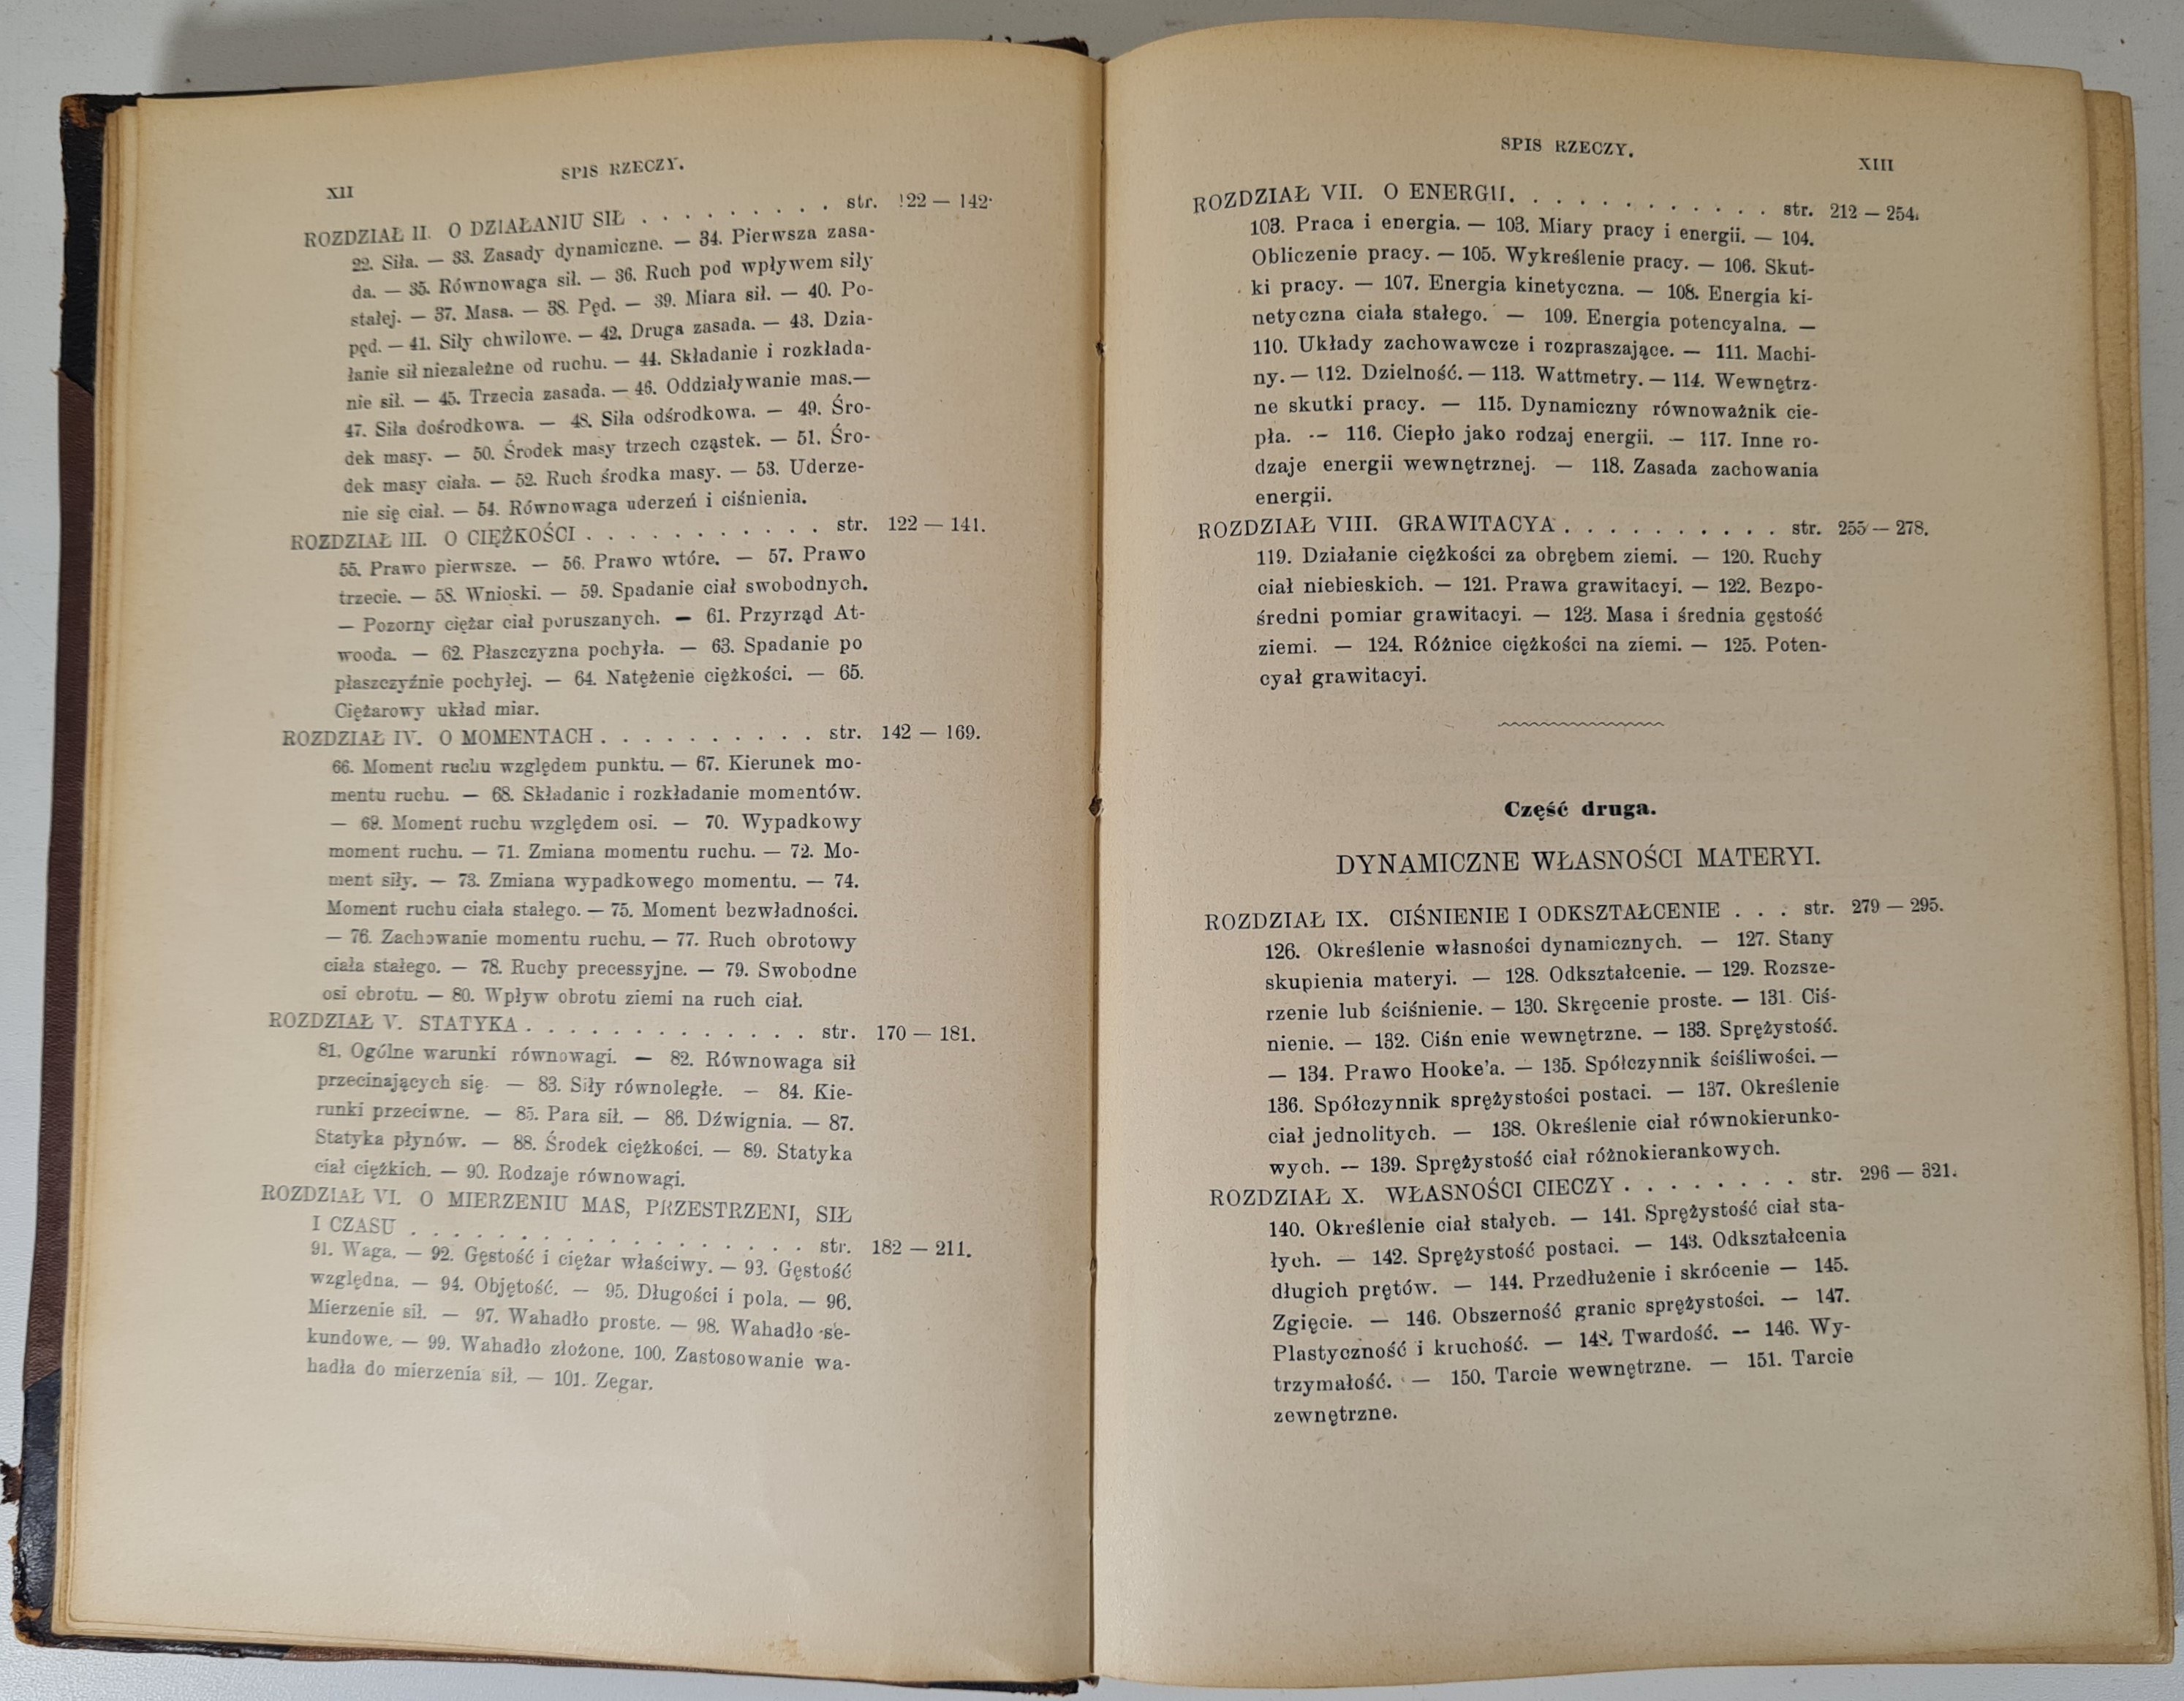 XII
SPIS RZECZY.
ROZDZIAŁ II. O DZIAŁANIU SIŁ . . . . . . . . . str. 122 — 142.
22. Siła. — 33. Zasady dynamiczne. — 34. Pierwsza zasa-
da. — 35. Równowaga sił. — 36. Ruch pod wpływem siły
stałej. — 37. Masa. — 38. Pęd. — 39. Miara sił. — 40. Po-
pęd. — 41. Siły chwilowe. — 42. Druga zasada. — 43. Dzia-
łanie sił niezależne od ruchu. — 44. Składanie i rozkłada-
nie sił. — 45. Trzecia zasada. — 46. Oddziaływanie mas.—
47. Siła dośrodkowa. — 48. Siła odśrodkowa. — 49. Śro-
dek masy. — 50. Środek masy trzech cząstek. — 51. Śro-
dek masy ciała. — 52. Ruch środka masy. — 53. Uderze-
nie się ciał. — 54. Równowaga uderzeń i ciśnienia.
ROZDZIAŁ III. O CIĘŻKOŚCI . . . . . . . . . . . str. 122 — 141.
55. Prawo pierwsze. — 56. Prawo wtóre. — 57. Prawo
trzecie. — 58. Wnioski. — 59. Spadanie ciał swobodnych.
— Pozorny ciężar ciał poruszanych. — 61. Przyrząd At-
wooda. — 62. Płaszczyzna pochyła. — 63. Spadanie po
płaszczyźnie pochyłej. — 64. Natężenie ciężkości. — 65.
Ciężarowy układ miar.
ROZDZIAŁ IV. O MOMENTACH . . . . . . . . . . str. 142 — 169.
66. Moment ruchu względem punktu. — 67. Kierunek mo-
mentu ruchu. — 68. Składanie i rozkładanie momentów.
— 69. Moment ruchu względem osi. — 70. Wypadkowy
moment ruchu. — 71. Zmiana momentu ruchu. — 72. Mo-
ment siły. — 73. Zmiana wypadkowego momentu. — 74.
Moment ruchu ciała stałego. — 75. Moment bezwładności.
— 76. Zachowanie momentu ruchu. — 77. Ruch obrotowy
ciała stałego. — 78. Ruchy precessyjne. — 79. Swobodne
osi obrotu. — 80. Wpływ obrotu ziemi na ruch ciał.
ROZDZIAŁ V. STATYKA . . . . . . . . . . . . . str. 170 — 181.
81. Ogólne warunki równowagi. — 82. Równowaga sił
przecinających się. — 83. Siły równoległe. — 84. Kie-
runki przeciwne. — 85. Para sił. — 86. Dźwignia. — 87.
Statyka płynów. — 88. Środek ciężkości. — 89. Statyka
ciał ciężkich. — 90. Rodzaje równowagi.
ROZDZIAŁ VI. O MIERZENIU MAS, PRZESTRZENI, SIŁ
I CZASU . . . . . . . . . . . . . . . . . . str. 182 — 211.
91. Waga. — 92. Gęstość i ciężar właściwy. — 93. Gęstość
względna. — 94. Objętość. — 95. Długości i pola. — 96.
Mierzenie sił. — 97. Wahadło proste. — 98. Wahadło se-
kundowe. — 99. Wahadło złożone. 100. Zastosowanie wa-
hadła do mierzenia sił. — 101. Zegar.
SPIS RZECZY.
XIII
ROZDZIAŁ VII. O ENERGII. . . . . . . . . . . . . str. 212 — 254.
103. Praca i energia. — 103. Miary pracy i energii. — 104.
Obliczenie pracy. — 105. Wykreślenie pracy. — 106. Skut-
ki pracy. — 107. Energia kinetyczna. — 108. Energia ki-
netyczna ciała stałego. — 109. Energia potencyalna. —
110. Układy zachowawcze i rozpraszające. — 111. Machi-
ny. — 112. Dzielność. — 113. Wattmetry. — 114. Wewnętrz-
ne skutki pracy. — 115. Dynamiczny równoważnik cie-
pła. — 116. Ciepło jako rodzaj energii. — 117. Inne ro-
dzaje energii wewnętrznej. — 118. Zasada zachowania
energii.
ROZDZIAŁ VIII. GRAWITACYA . . . . . . . . . . str. 255 — 278.
119. Działanie ciężkości za obrębem ziemi. — 120. Ruchy
ciał niebieskich. — 121. Prawa grawitacyi. — 122. Bezpo-
średni pomiar grawitacyi. — 123. Masa i średnia gęstość
ziemi. — 124. Różnice ciężkości na ziemi. — 125. Poten-
cyał grawitacyi.
Część druga.
DYNAMICZNE WŁASNOŚCI MATERYI.
ROZDZIAŁ IX. CIŚNIENIE I ODKSZTAŁCENIE . . . str. 279 — 295.
126. Określenie własności dynamicznych. — 127. Stany
skupienia materyi. — 128. Odkształcenie. — 129. Rozsze-
rzenie lub ściśnienie. — 130. Skręcenie proste. — 131. Ciś-
nienie. — 132. Ciśn enie wewnętrzne. — 133. Sprężystość.
— 134. Prawo Hooke'a. — 135. Spółczynnik ściśliwości. —
136. Spółczynnik sprężystości postaci. — 137. Określenie
ciał jednolitych. — 138. Określenie ciał równokierunko-
wych. — 139. Sprężystość ciał różnokierankowych.
ROZDZIAŁ X. WŁASNOŚCI CIECZY . . . . . . . . str. 296 — 321.
140. Określenie ciał stałych. — 141. Sprężystość ciał sta-
łych. — 142. Sprężystość postaci. — 143. Odkształcenia
długich prętów. — 144. Przedłużenie i skrócenie — 145.
Zgięcie. — 146. Obszerność granic sprężystości. — 147.
Plastyczność i kruchość. — 148. Twardość. — 146. Wy-
trzymałość. — 150. Tarcie wewnętrzne. — 151. Tarcie
zewnętrzne.